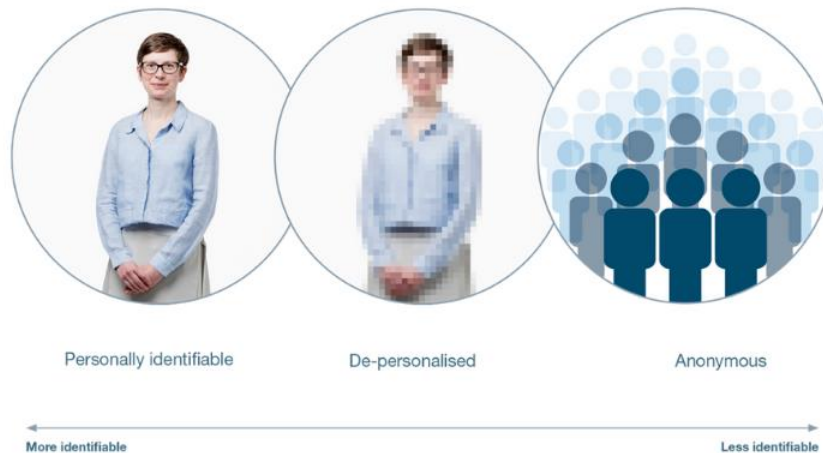 Personally identifiable
De-personalised
Anonymous
More identifiable
Less identifiable